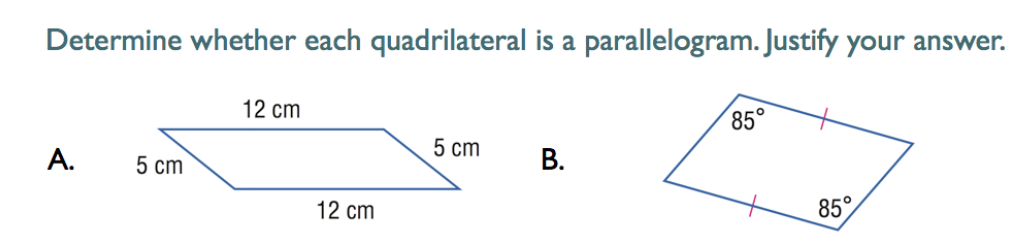 Determine whether each quadrilateral is a parallelogram. Justify your answer.
A.
12 cm
5 cm
5 cm
12 cm
B.
85°
85°